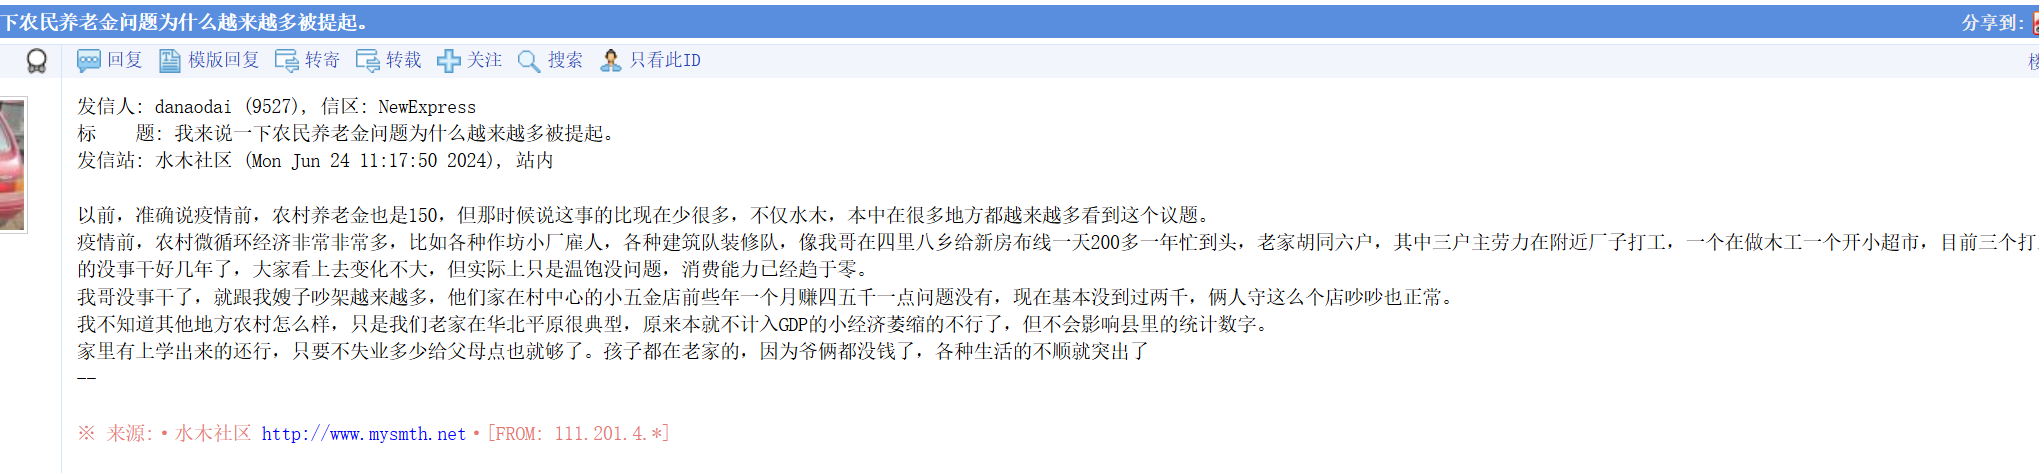 下农民养老金问题为什么越来越多被提起。 分享到:
回复 模版回复 转寄 转载 关注 搜索 只看此ID 楼
发信人: danaodai (9527), 信区: NewExpress
标    题: 我来说一下农民养老金问题为什么越来越多被提起。
发信站: 水木社区 (Mon Jun 24 11:17:50 2024), 站内
以前，准确说疫情前，农村养老金也是150，但那时候说这事的比现在少很多，不仅水木，本中在很多地方都越来越多看到这个议题。
疫情前，农村微循环经济非常非常多，比如各种作坊小厂雇人，各种建筑队装修队，像我哥在四里八乡给新房布线一天200多一年忙到头，老家胡同六户，其中三户主劳力在附近厂子打工，一个在做木工一个开小超市，目前三个打
的没事干好几年了，大家看上去变化不大，但实际上只是温饱没问题，消费能力已经趋于零。
我哥没事干了，就跟我嫂子吵架越来越多，他们家在村中心的小五金店前些年一个月赚四五千一点问题没有，现在基本没到过两千，俩人守这么个店吵吵也正常。
我不知道其他地方农村怎么样，只是我们老家在华北平原很典型，原来本就不计入GDP的小经济萎缩的不行了，但不会影响县里的统计数字。
家里有上学出来的还行，只要不失业多少给父母点也就够了。孩子都在老家的，因为爷俩都没钱了，各种生活的不顺就突出了
--
※ 来源:·水木社区 http://www.mysmth.net·[FROM: 111.201.4.*]